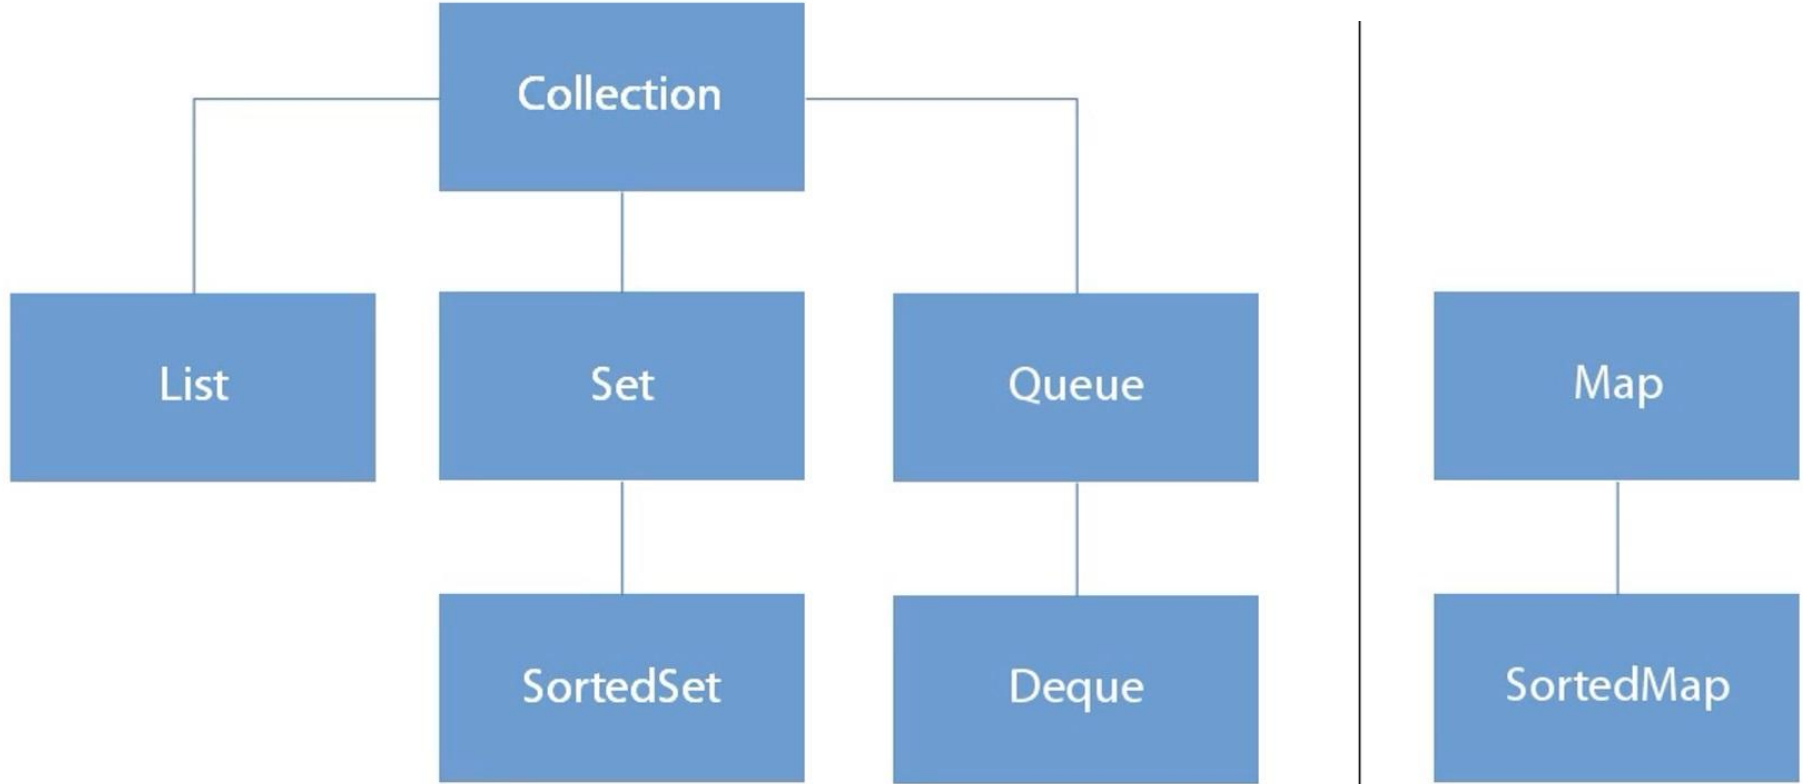 Collection
List
Set
Queue
Map
SortedSet
Deque
SortedMap